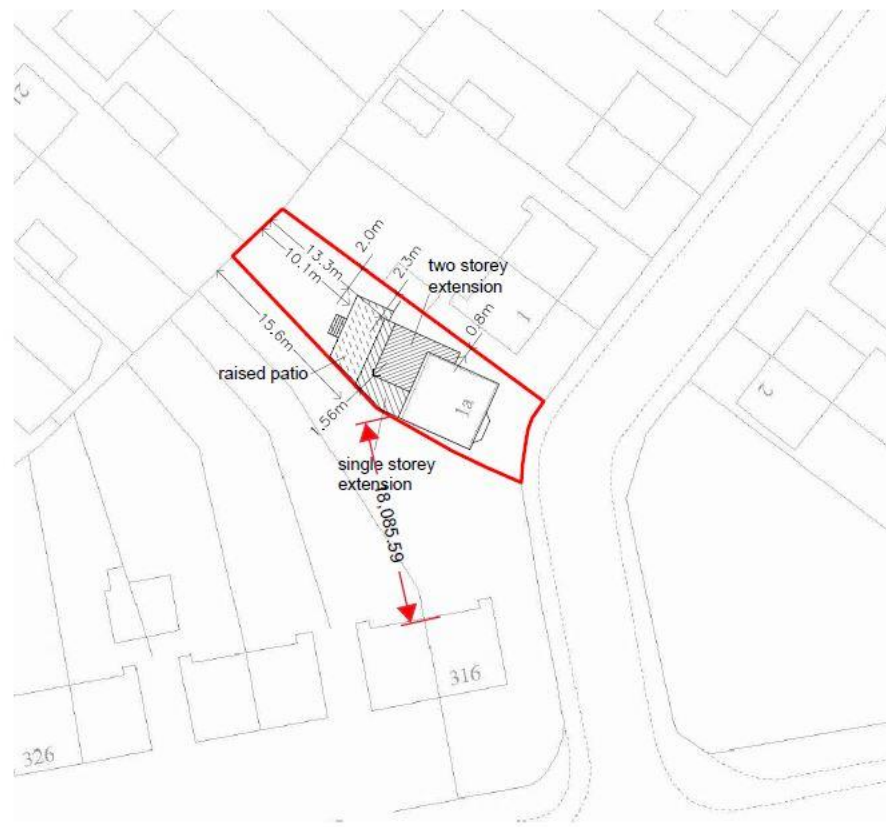 21
2.0m
13.3m
10.1m
2.3m
two storey
extension
0.8m
1
15.6m
raised patio
1a
2
1.56m
single storey
extension
18,085.59
316
326